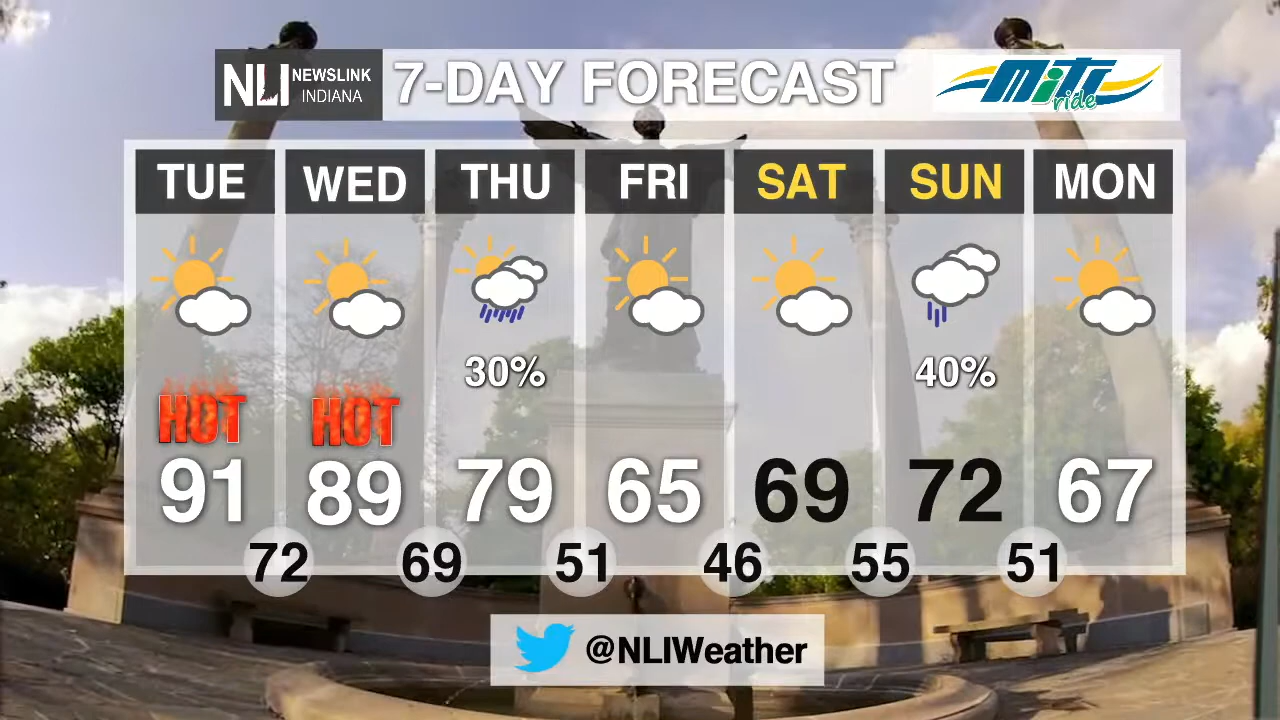 NLI NEWSLINK INDIANA
7-DAY FORECAST
MiTS ride
TUE WED THU FRI SAT SUN MON
30% 40%
HOT HOT
91 89 79 65 69 72 67
72 69 51 46 55 51
@NLIWeather